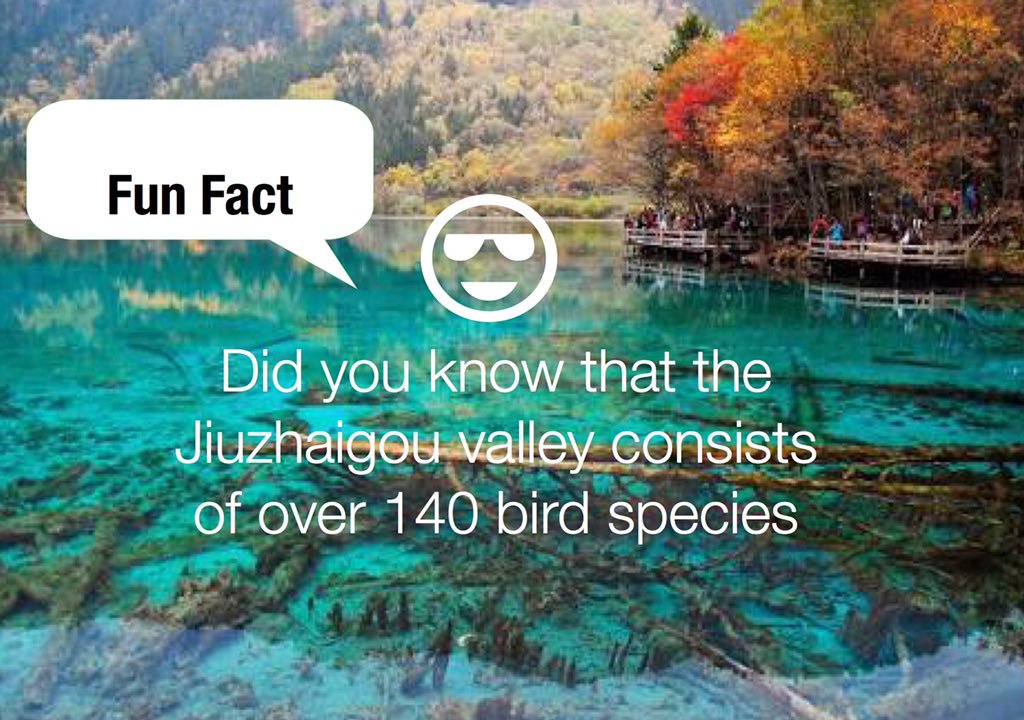 Fun Fact
Did you know that the
Jiuzhaigou valley consists
of over 140 bird species